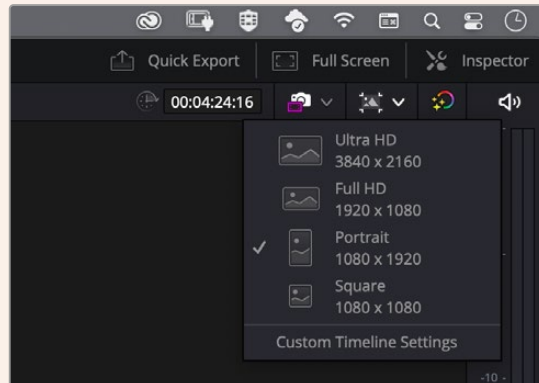 Quick Export
Full Screen
Inspector
00:04:24:16
Ultra HD
3840 x 2160
Full HD
1920 x 1080
Portrait
1080 x 1920
Square
1080 x 1080
Custom Timeline Settings
-10